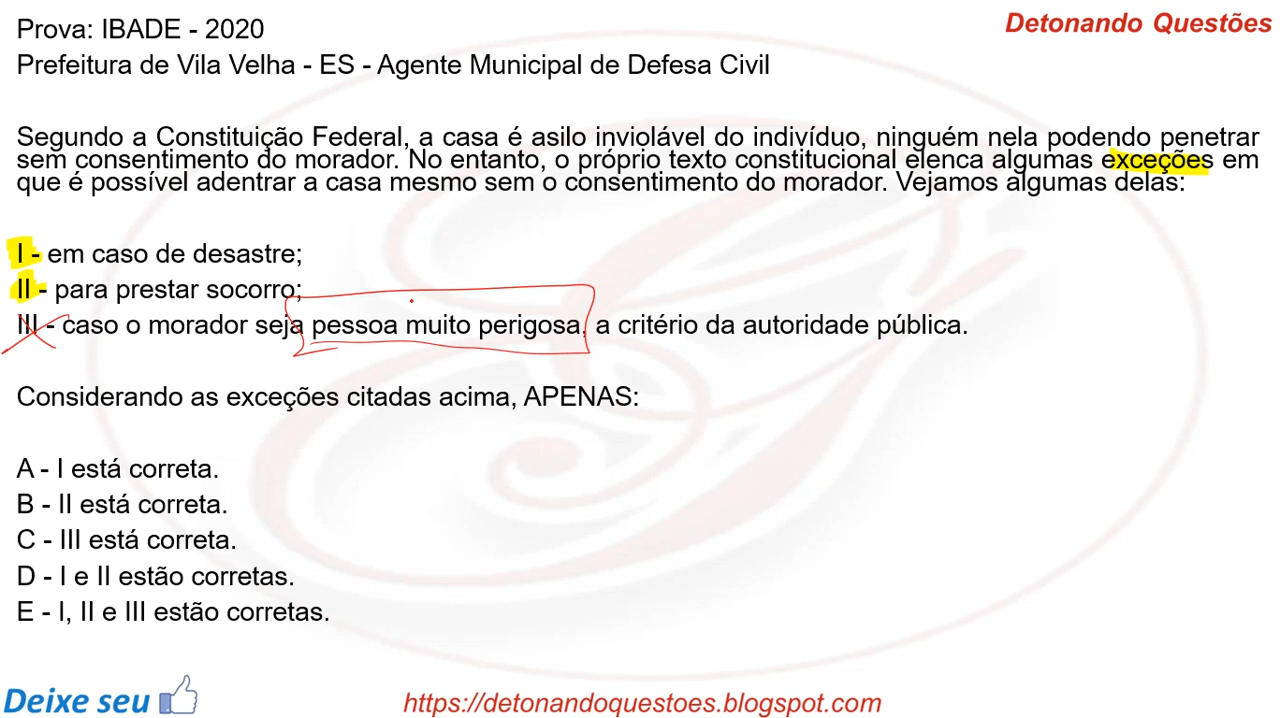 Prova: IBADE - 2020
Detonando Questões
Prefeitura de Vila Velha - ES - Agente Municipal de Defesa Civil
Segundo a Constituição Federal, a casa é asilo inviolável do indivíduo, ninguém nela podendo penetrar
sem consentimento do morador. No entanto, o próprio texto constitucional elenca algumas exceções em
que é possível adentrar a casa mesmo sem o consentimento do morador. Vejamos algumas delas:
I - em caso de desastre;
II - para prestar socorro;
III - caso o morador seja pessoa muito perigosa, a critério da autoridade pública.
Considerando as exceções citadas acima, APENAS:
A - I está correta.
B - II está correta.
C - III está correta.
D - I e II estão corretas.
E - I, II e III estão corretas.
Deixe seu
https://detonandoquestoes.blogspot.com